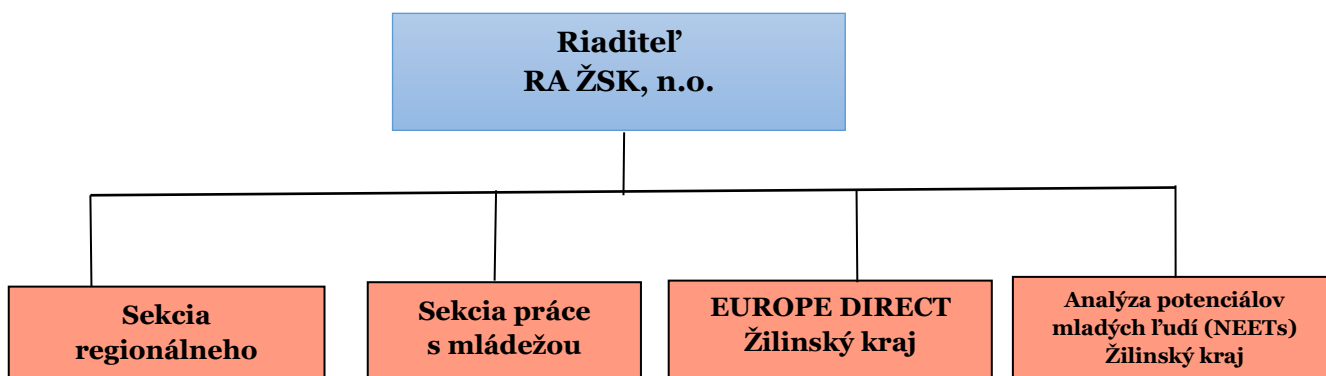 Riaditeľ
RA ŽSK, n.o.
Sekcia
regionálneho
Sekcia práce
s mládežou
EUROPE DIRECT
Žilinský kraj
Analýza potenciálov
mladých ľudí (NEETs)
Žilinský kraj